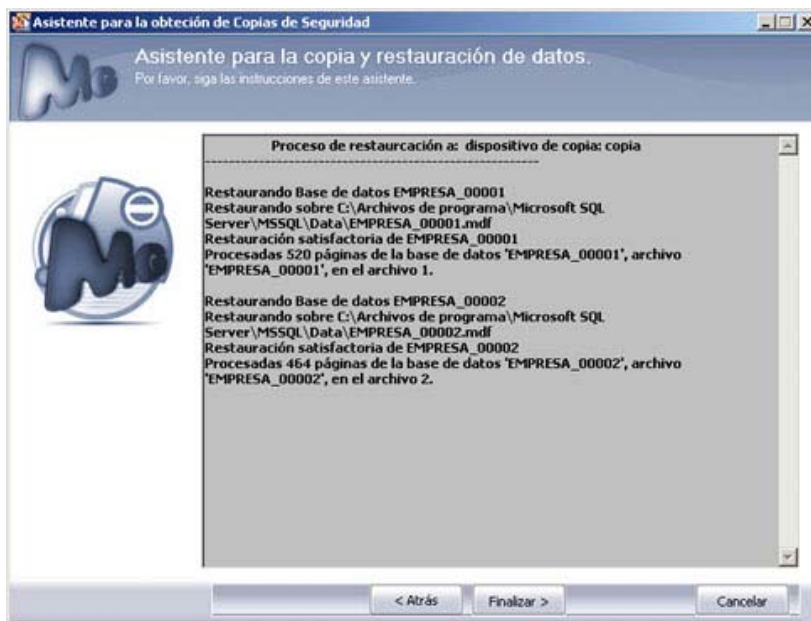 Asistente para la obteción de Copias de Seguridad
Asistente para la copia y restauración de datos.
Por favor, siga las instrucciones de este asistente.
MG
MG
Proceso de restaurcación a: dispositivo de copia: copia
--------------------------------------------------------
Restaurando Base de datos EMPRESA_00001
Restaurando sobre C:\Archivos de programa\Microsoft SQL
Server\MSSQL\Data\EMPRESA_00001.mdf
Restauración satisfactoria de EMPRESA_00001
Procesadas 520 páginas de la base de datos 'EMPRESA_00001', archivo
'EMPRESA_00001', en el archivo 1.
Restaurando Base de datos EMPRESA_00002
Restaurando sobre C:\Archivos de programa\Microsoft SQL
Server\MSSQL\Data\EMPRESA_00002.mdf
Restauración satisfactoria de EMPRESA_00002
Procesadas 464 páginas de la base de datos 'EMPRESA_00002', archivo
'EMPRESA_00002', en el archivo 2.
< Atrás
Finalizar >
Cancelar